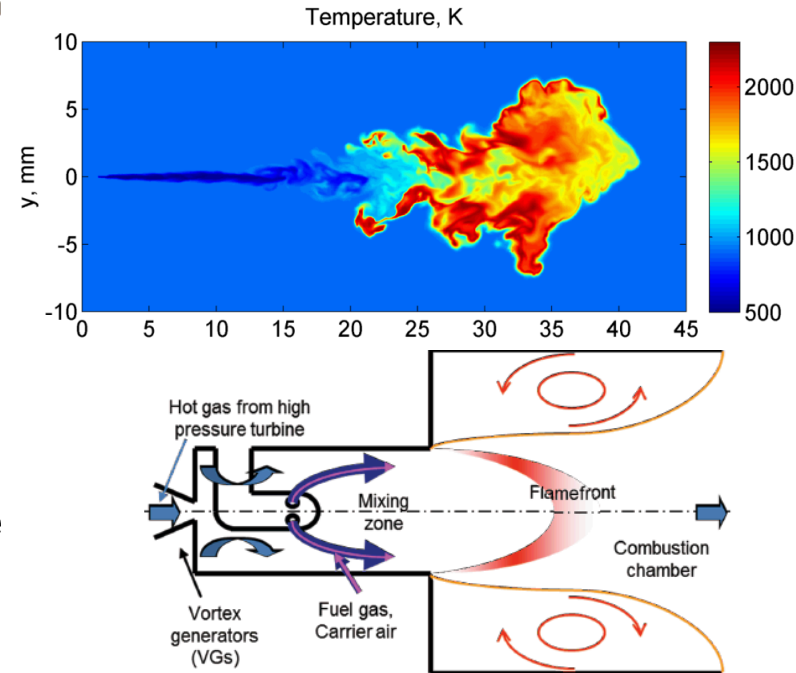 Temperature, K
10
5
0
-5
-10
y, mm
0 5 10 15 20 25 30 35 40 45
2000
1500
1000
500
Hot gas from high
pressure turbine
Mixing
zone
Flamefront
Combustion
chamber
Vortex
generators
(VGs)
Fuel gas,
Carrier air